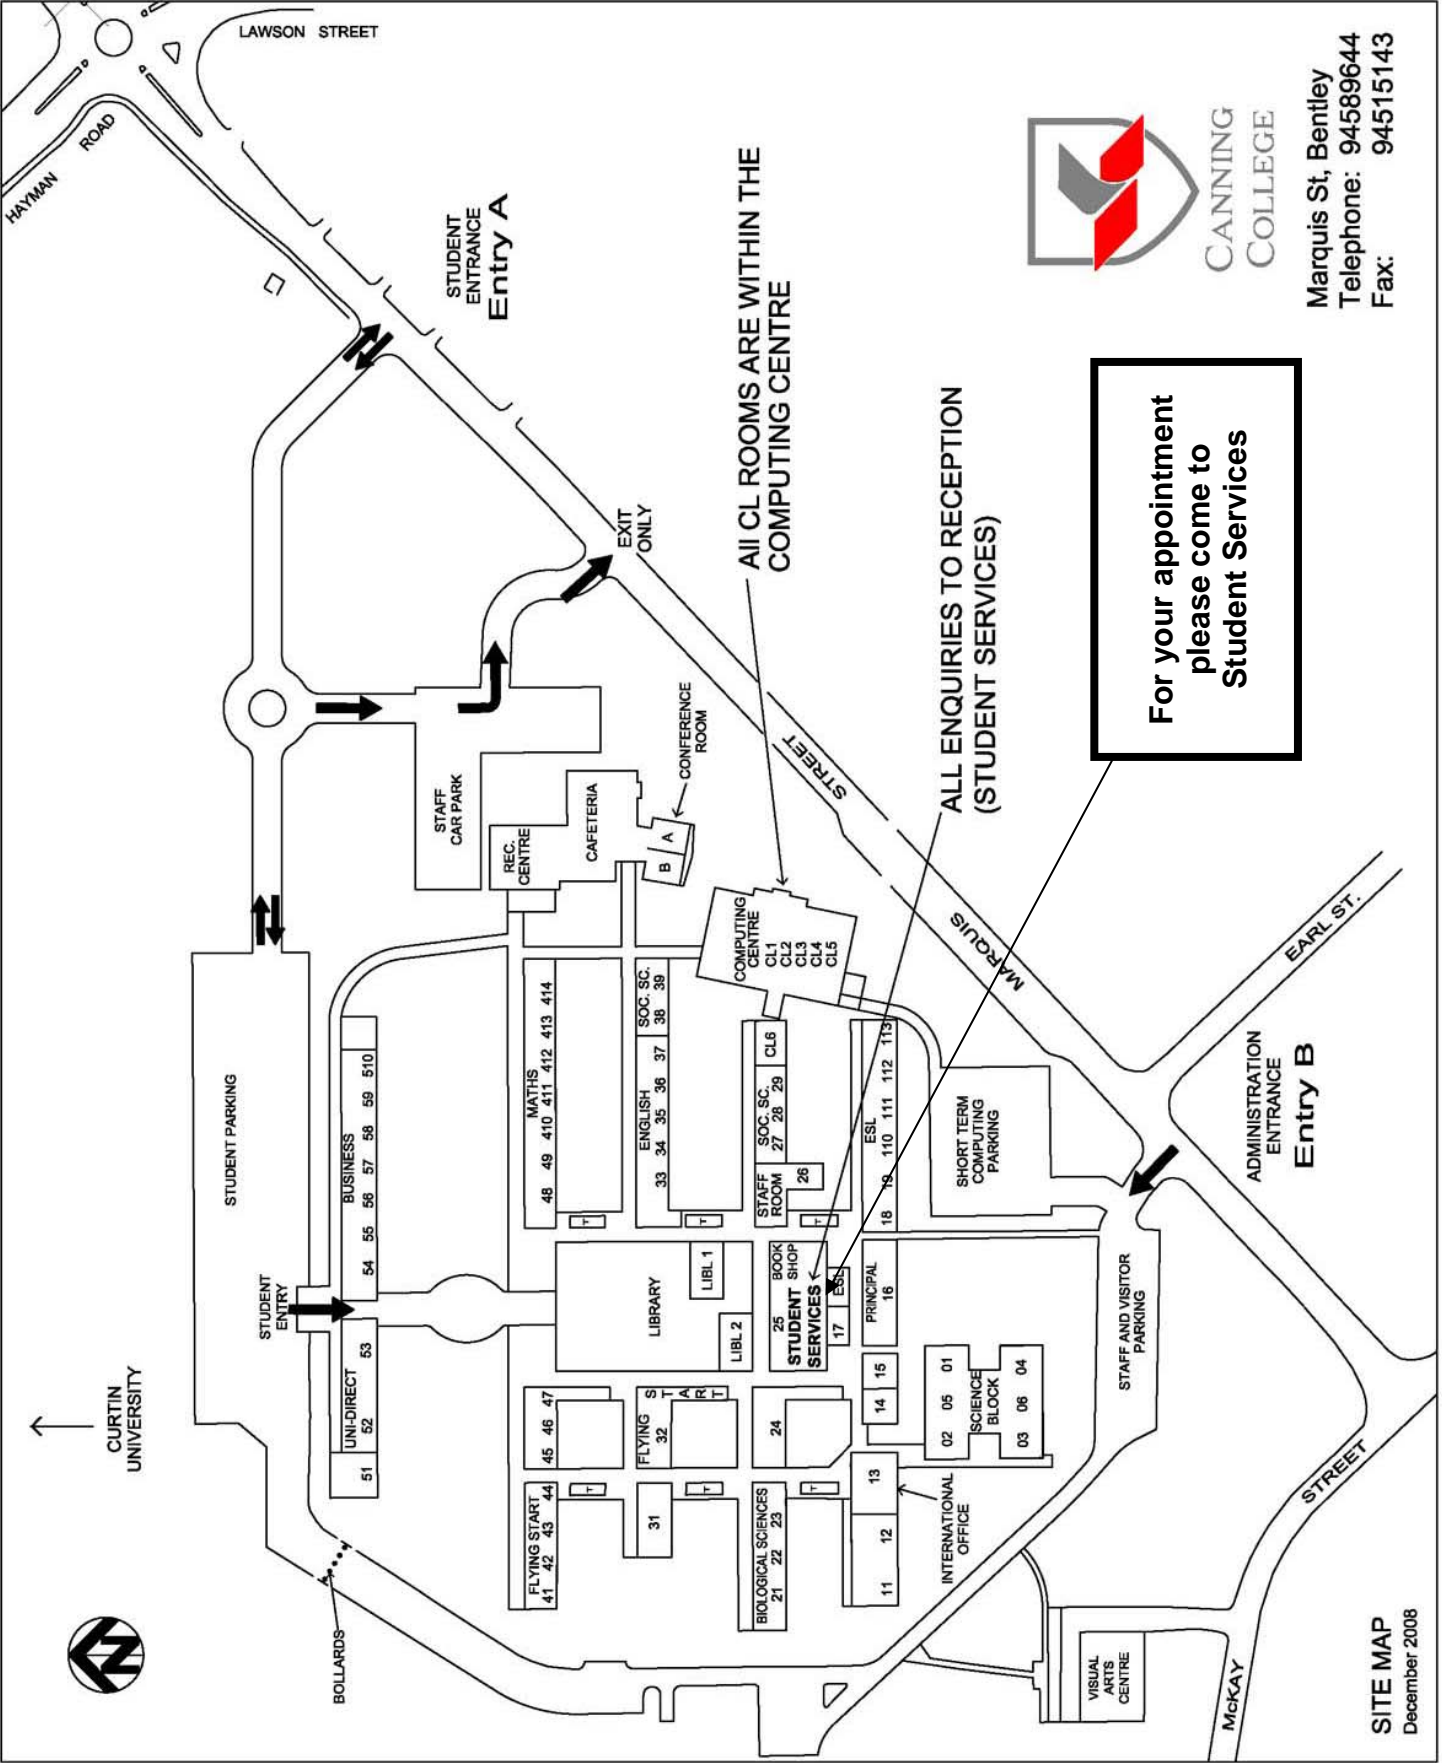 LAWSON STREET
HAYMAN
ROAD
STUDENT
ENTRANCE
Entry A
EXIT
ONLY
All CL ROOMS ARE WITHIN THE
COMPUTING CENTRE
ALL ENQUIRIES TO RECEPTION
(STUDENT SERVICES)
For your appointment
please come to
Student Services
CANNING
COLLEGE
Marquis St, Bentley
Telephone: 94589644
Fax: 94515143
STAFF
CAR PARK
REC.
CENTRE
CAFETERIA
CONFERENCE
ROOM
A
B
COMPUTING
CENTRE
CL1
CL2
CL3
CL4
CL5
STREET
MARQUIS
EARL ST.
ADMINISTRATION
ENTRANCE
Entry B
STUDENT PARKING
BUSINESS
54 55 56 57 58 59 510
STUDENT
ENTRY
UNI-DIRECT
51 52 53
CURTIN
UNIVERSITY
MATHS
48 49 410 411 412 413 414
ENGLISH
33 34 35 36 37
SOC. SC.
38 39
T
T
T
STAFF
ROOM
26
SOC. SC.
27 28 29
CL6
ESL
18 19 110 111 112 113
SHORT TERM
COMPUTING
PARKING
LIBRARY
LIBL 1
LIBL 2
25
BOOK
SHOP
STUDENT
SERVICES
17
ESL
PRINCIPAL
16
14 15
45 46 47
FLYING
32
START
24
SCIENCE
BLOCK
02 05 01
03 06 04
STAFF AND VISITOR
PARKING
FLYING START
41 42 43 44
T
T
T
31
BIOLOGICAL SCIENCES
21 22 23
11 12 13
INTERNATIONAL
OFFICE
BOLLARDS
N
VISUAL
ARTS
CENTRE
McKAY
STREET
SITE MAP
December 2008